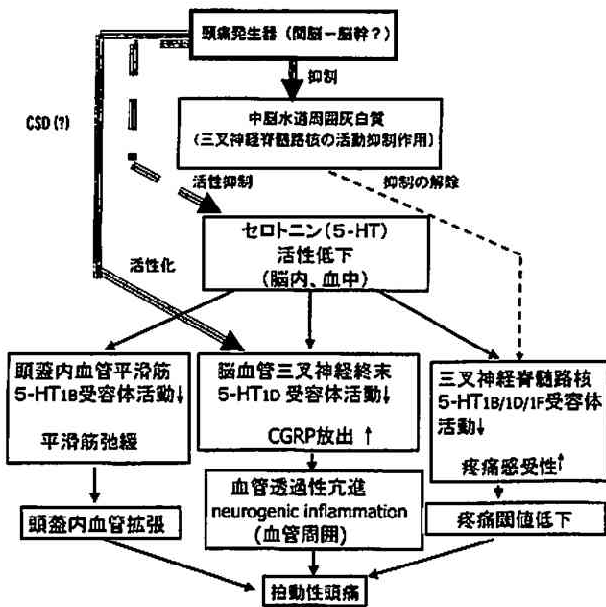 頭痛発生器(間脳－脳幹？)
抑制
CSD(?)
中脳水道周囲灰白質
(三叉神経脊髄路核の活動抑制作用)
活性抑制
抑制の解除
セロトニン(5-HT)
活性低下
(脳内、血中)
活性化
頭蓋内血管平滑筋
5-HT1B受容体活動↓
平滑筋弛緩
脳血管三叉神経終末
5-HT1D 受容体活動↓
CGRP放出 ↑
三叉神経脊髄路核
5-HT1B/1D/1F受容体
活動↓
疼痛感受性↑
頭蓋内血管拡張
血管透過性亢進
neurogenic inflammation
(血管周囲)
疼痛閾値低下
拍動性頭痛